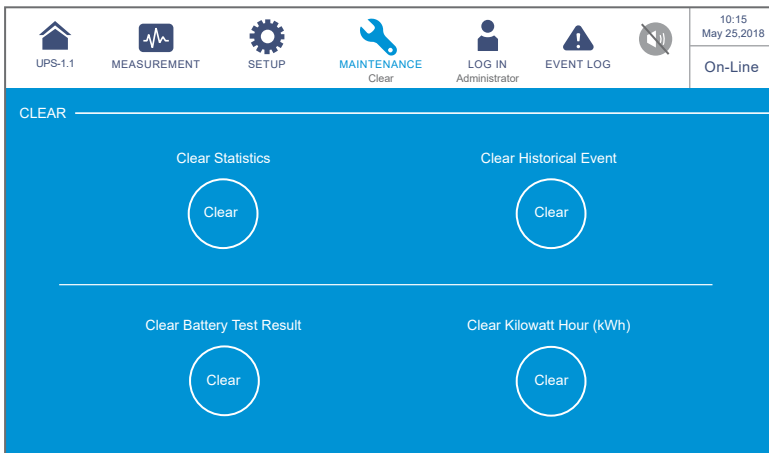 10:15
May 25,2018
UPS-1.1
MEASUREMENT
SETUP
MAINTENANCE
Clear
LOG IN
Administrator
EVENT LOG
On-Line
CLEAR
Clear Statistics
Clear Historical Event
Clear
Clear
Clear Battery Test Result
Clear Kilowatt Hour (kWh)
Clear
Clear